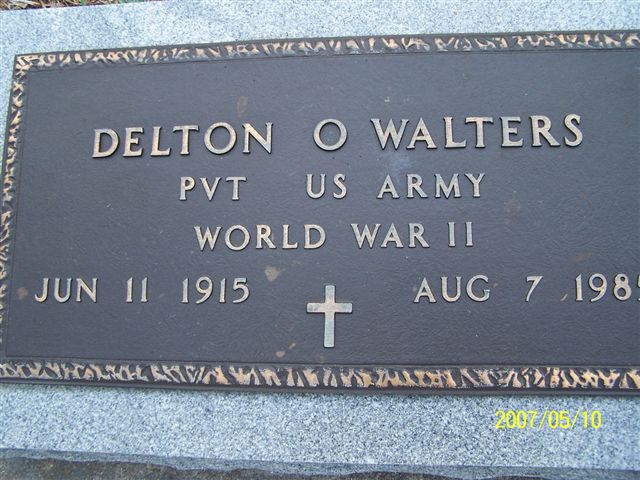 DELTON O WALTERS
PVT US ARMY
WORLD WAR II
JUN 11 1915 AUG 7 1985
2007/05/10